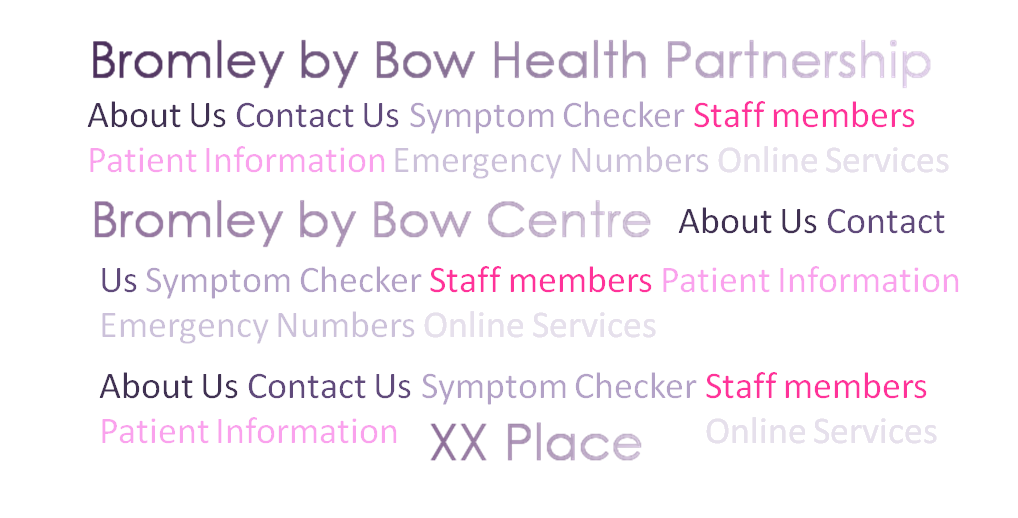 Bromley by Bow Health Partnership
About Us Contact Us Symptom Checker Staff members
Patient Information Emergency Numbers Online Services
Bromley by Bow Centre About Us Contact
Us Symptom Checker Staff members Patient Information
Emergency Numbers Online Services
About Us Contact Us Symptom Checker Staff members
Patient Information XX Place Online Services